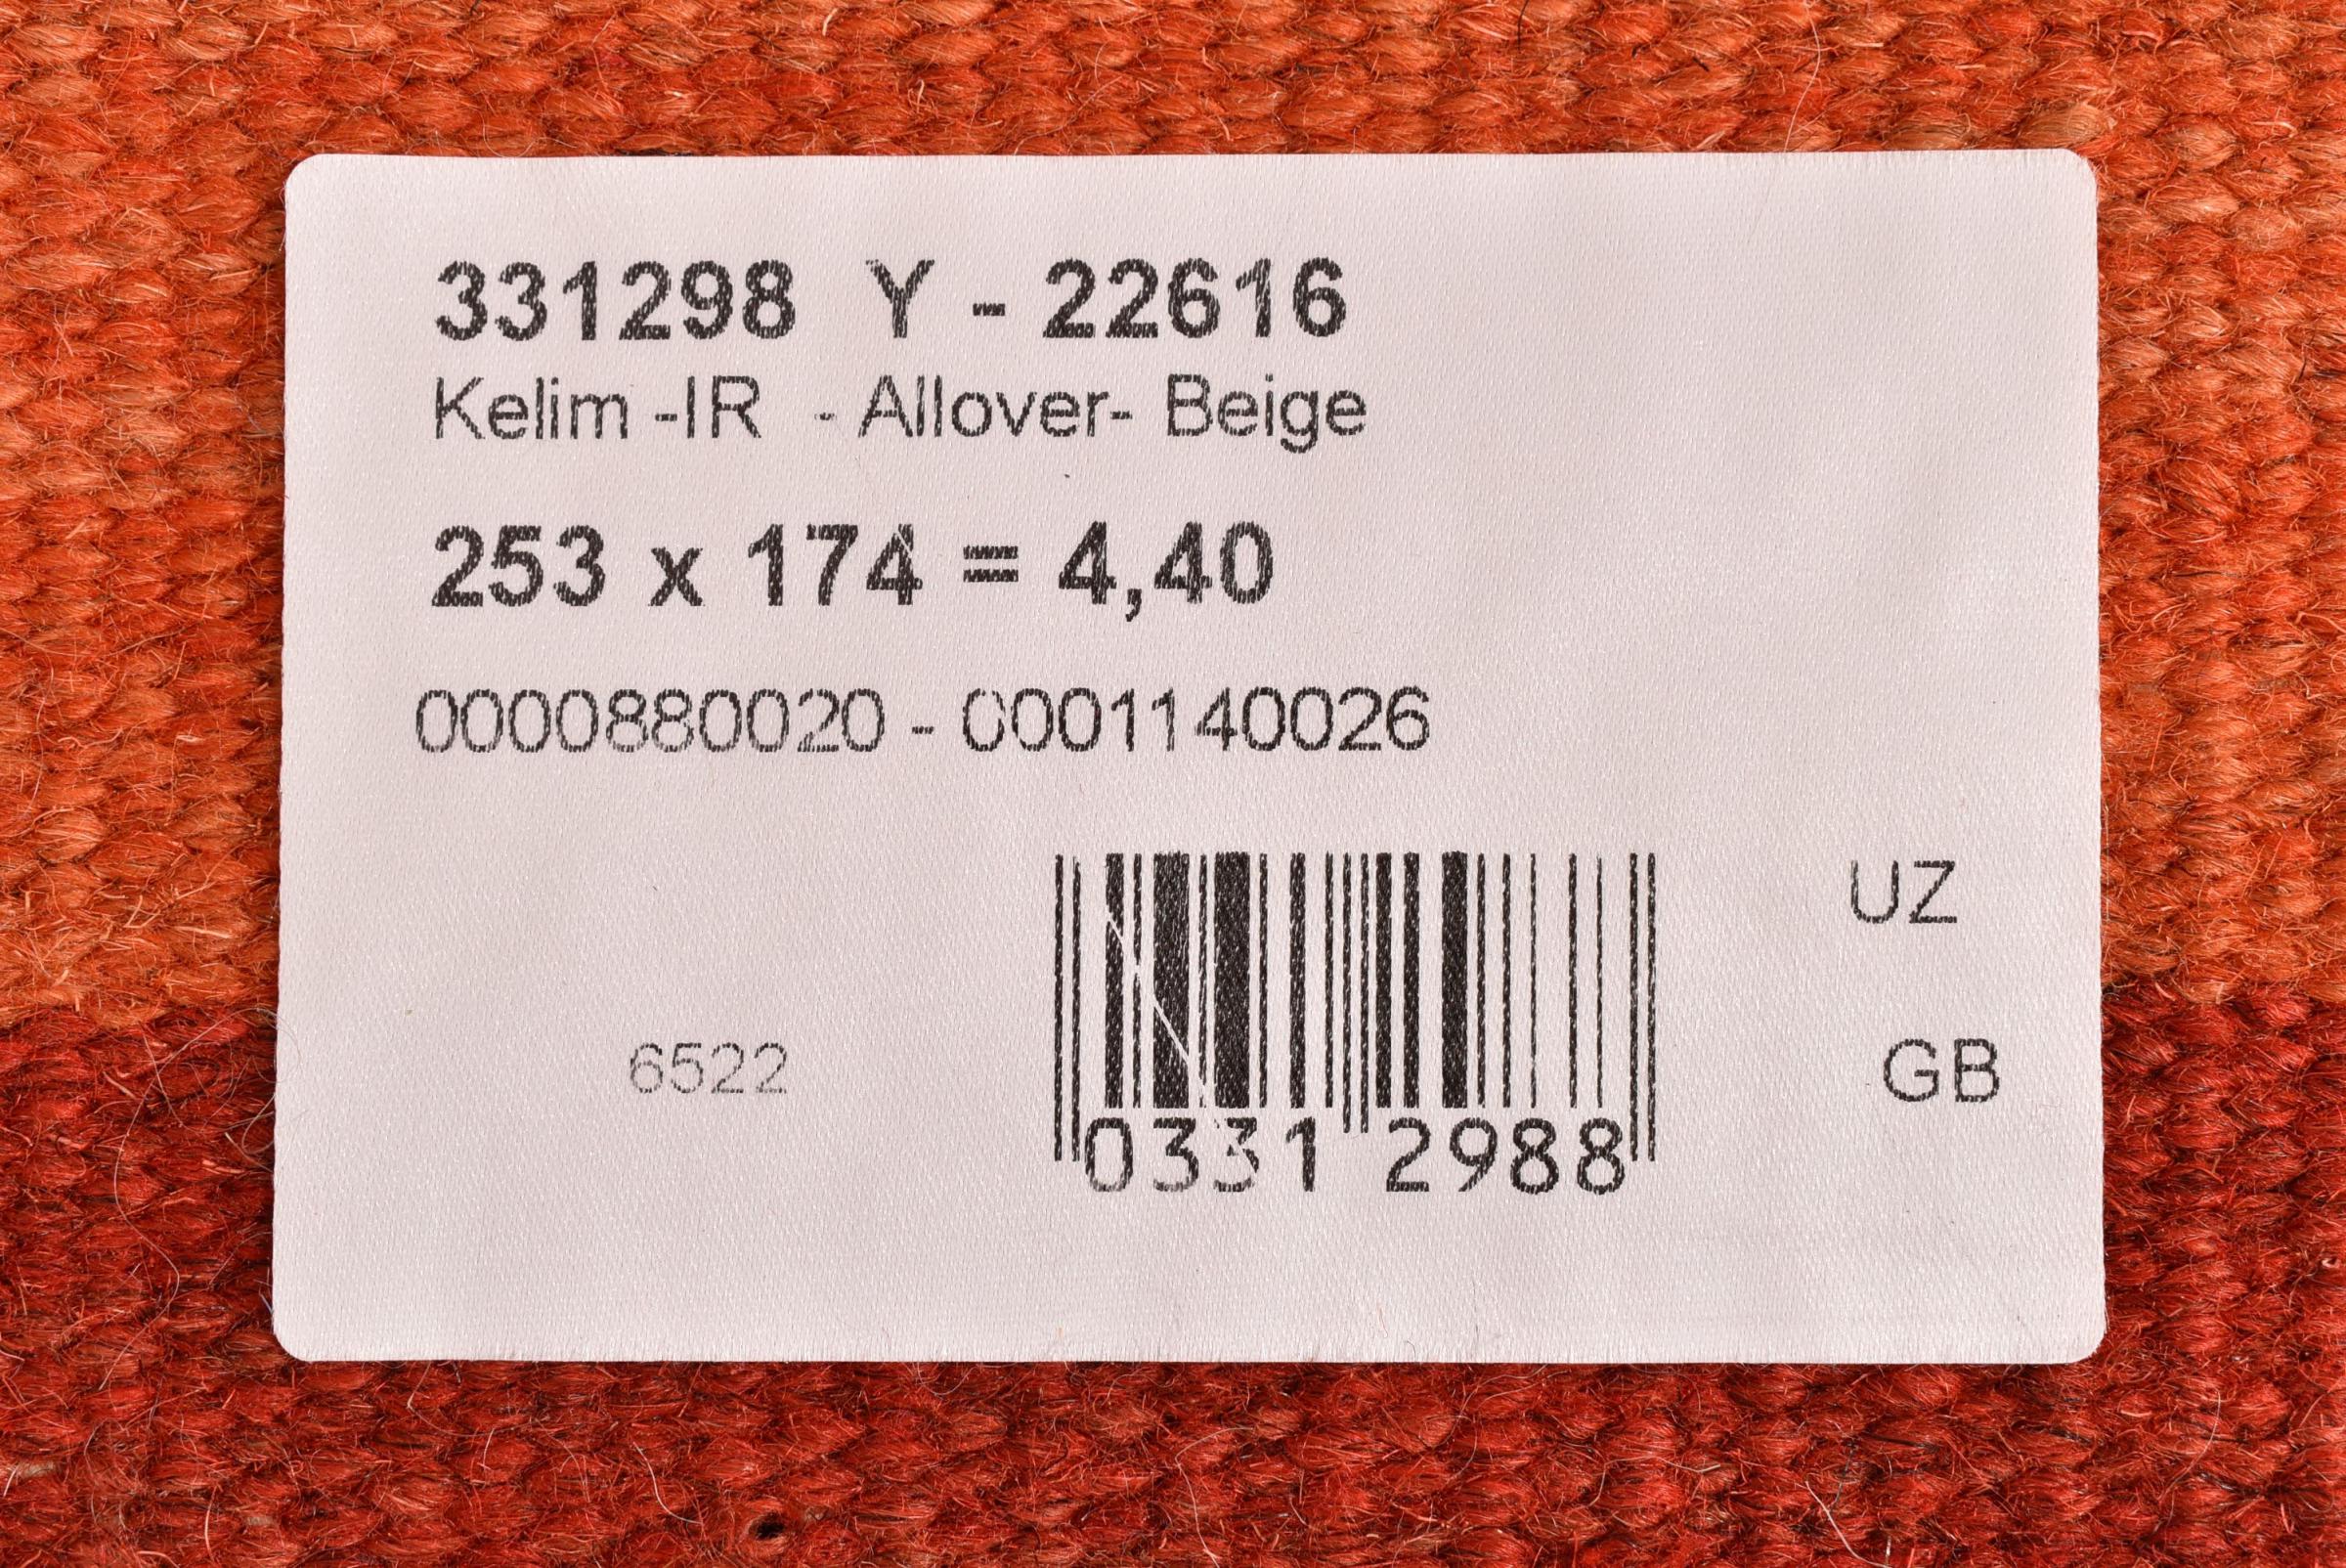 331298 Y - 22616
Kelim -IR - Allover- Beige
253 x 174 = 4,40
0000880020 - 0001140026
UZ
6522
GB
0331 2988